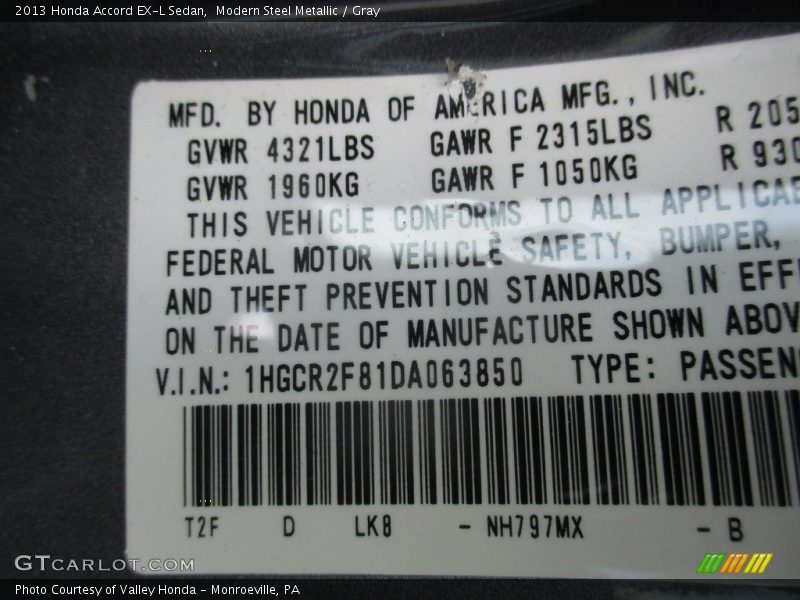 2013 Honda Accord EX-L Sedan,  Modern Steel Metallic / Gray
MFD. BY HONDA OF AMERICA MFG., INC.
GVWR 4321LBS GAWR F 2315LBS R 205
GVWR 1960KG GAWR F 1050KG R 930
THIS VEHICLE CONFORMS TO ALL APPLICAB
FEDERAL MOTOR VEHICLE SAFETY, BUMPER,
AND THEFT PREVENTION STANDARDS IN EFF
ON THE DATE OF MANUFACTURE SHOWN ABOV
V.I.N.: 1HGCR2F81DA063850 TYPE: PASSEN
T2F D LK8 - NH797MX - B
GTCARLOT.COM
Photo Courtesy of Valley Honda - Monroeville, PA